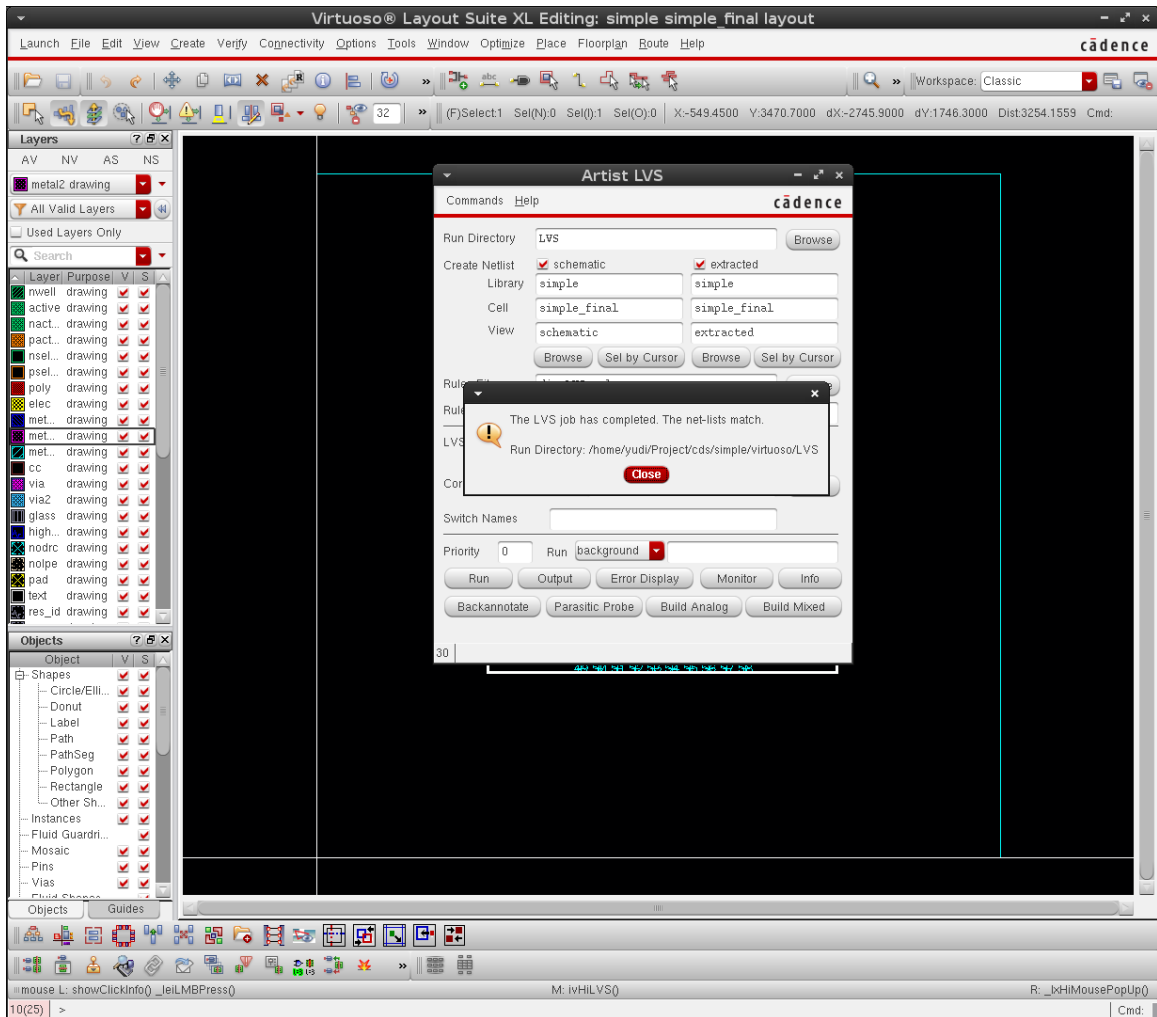 Virtuoso® Layout Suite XL Editing: simple simple_final layout
Launch File Edit View Create Verify Connectivity Options Tools Window Optimize Place Floorplan Route Help
cādence
abc
Workspace: Classic
32
(F)Select:1 Sel(N):0 Sel(I):1 Sel(O):0 X:-549.4500 Y:3470.7000 dX:-2745.9000 dY:1746.3000 Dist:3254.1559 Cmd:
Layers
AV NV AS NS
metal2 drawing
All Valid Layers
Used Layers Only
Search
Layer Purpose V S
nwell drawing
active drawing
nact... drawing
pact... drawing
nsel... drawing
psel... drawing
poly drawing
elec drawing
met... drawing
met... drawing
met... drawing
cc drawing
via drawing
via2 drawing
glass drawing
high... drawing
nodrc drawing
nolpe drawing
pad drawing
text drawing
res_id drawing
Objects
Object V S
Shapes
Circle/Elli...
Donut
Label
Path
PathSeg
Polygon
Rectangle
Other Sh...
Instances
Fluid Guardri...
Mosaic
Pins
Vias
Objects Guides
Artist LVS
Commands Help
cādence
Run Directory LVS Browse
Create Netlist schematic extracted
Library simple simple
Cell simple_final simple_final
View schematic extracted
Browse Sel by Cursor Browse Sel by Cursor
The LVS job has completed. The net-lists match.
Run Directory: /home/yudi/Project/cds/simple/virtuoso/LVS
Close
Switch Names
Priority 0 Run background
Run Output Error Display Monitor Info
Backannotate Parasitic Probe Build Analog Build Mixed
30
mouse L: showClickInfo() _leiLMBPress() M: ivHiLVS() R: _lxHiMousePopUp()
10(25) > Cmd: